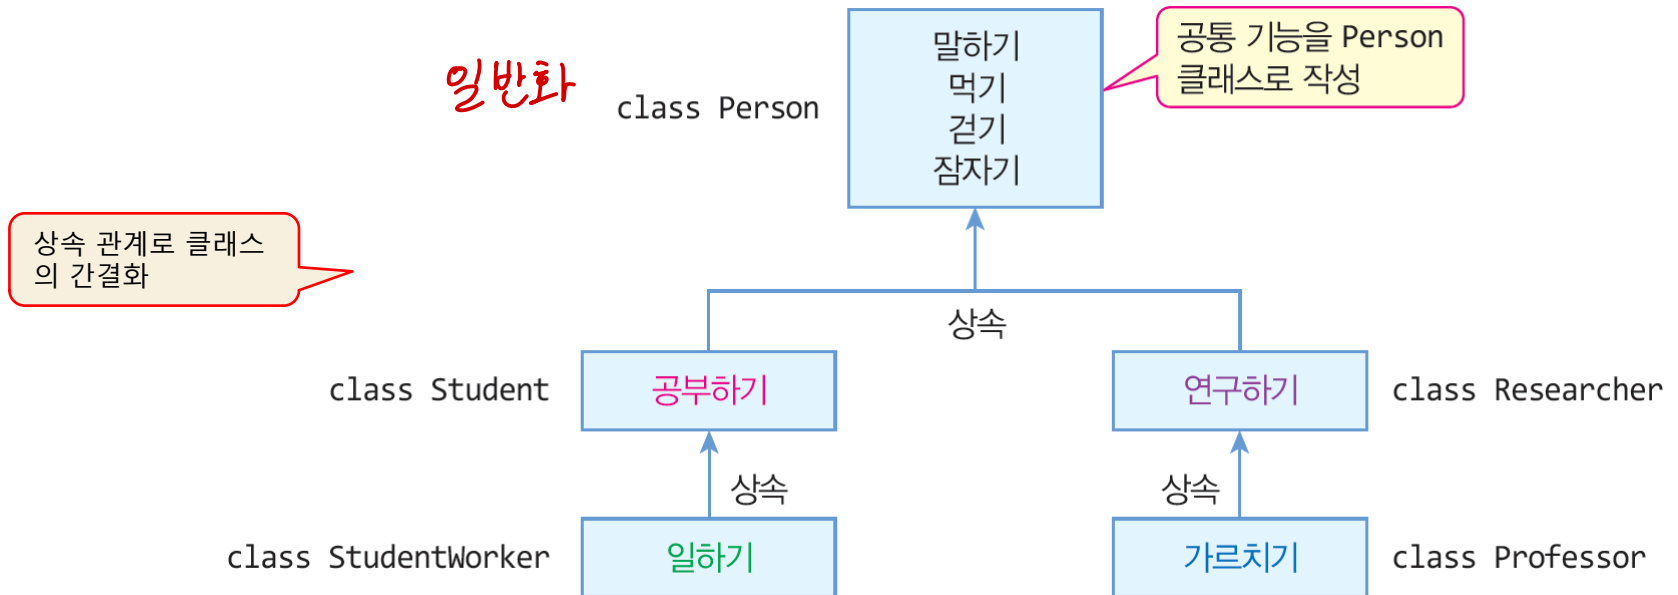 말하기
먹기
걷기
잠자기
공통 기능을 Person
클래스로 작성
일반화
class Person
상속 관계로 클래스
의 간결화
상속
class Student
공부하기
연구하기
class Researcher
상속
상속
class StudentWorker
일하기
가르치기
class Professor